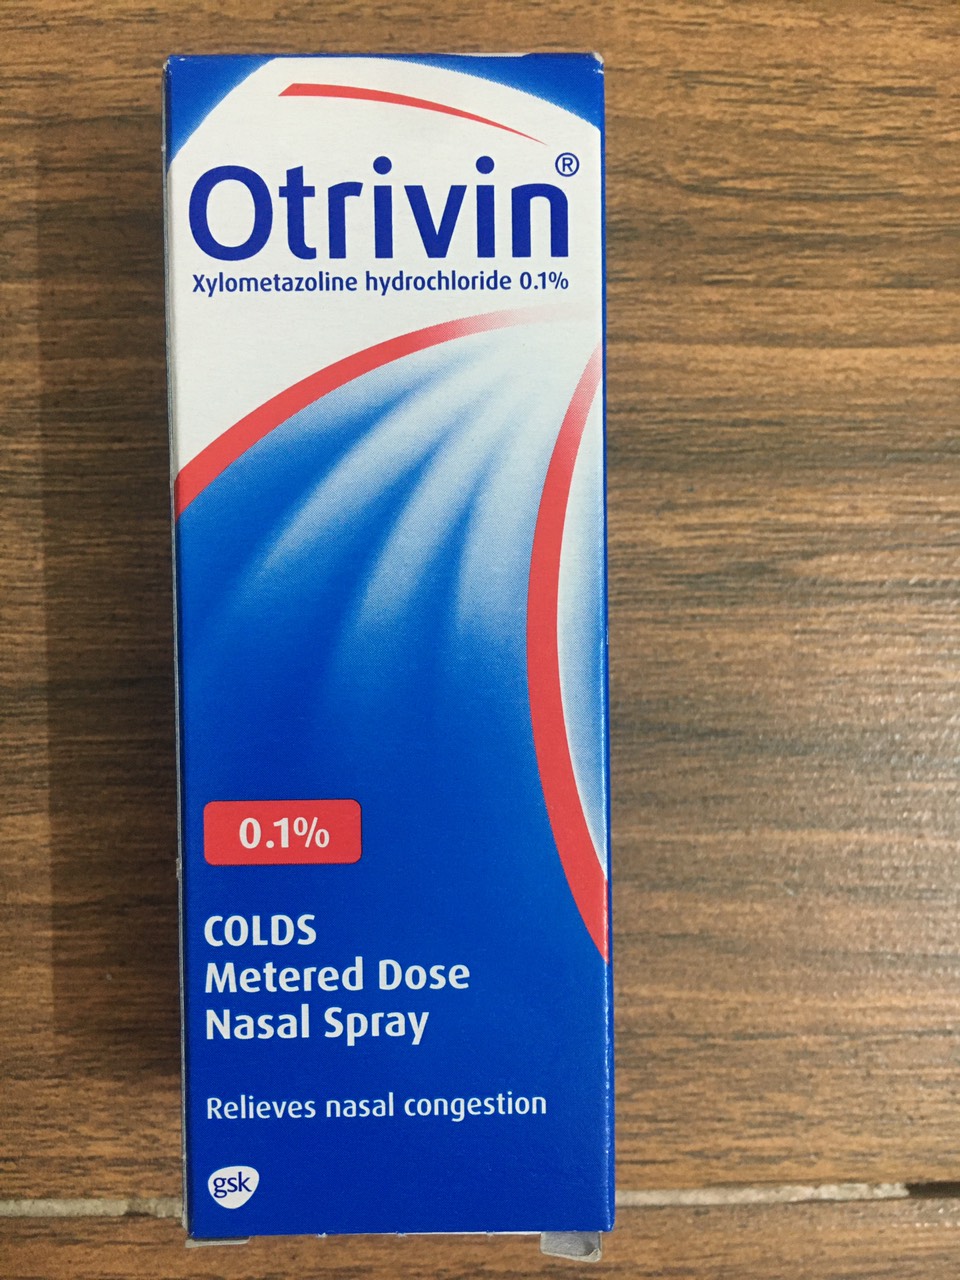 Otrivin®
Xylometazoline hydrochloride 0.1%
0.1%
COLDS
Metered Dose
Nasal Spray
Relieves nasal congestion
gsk